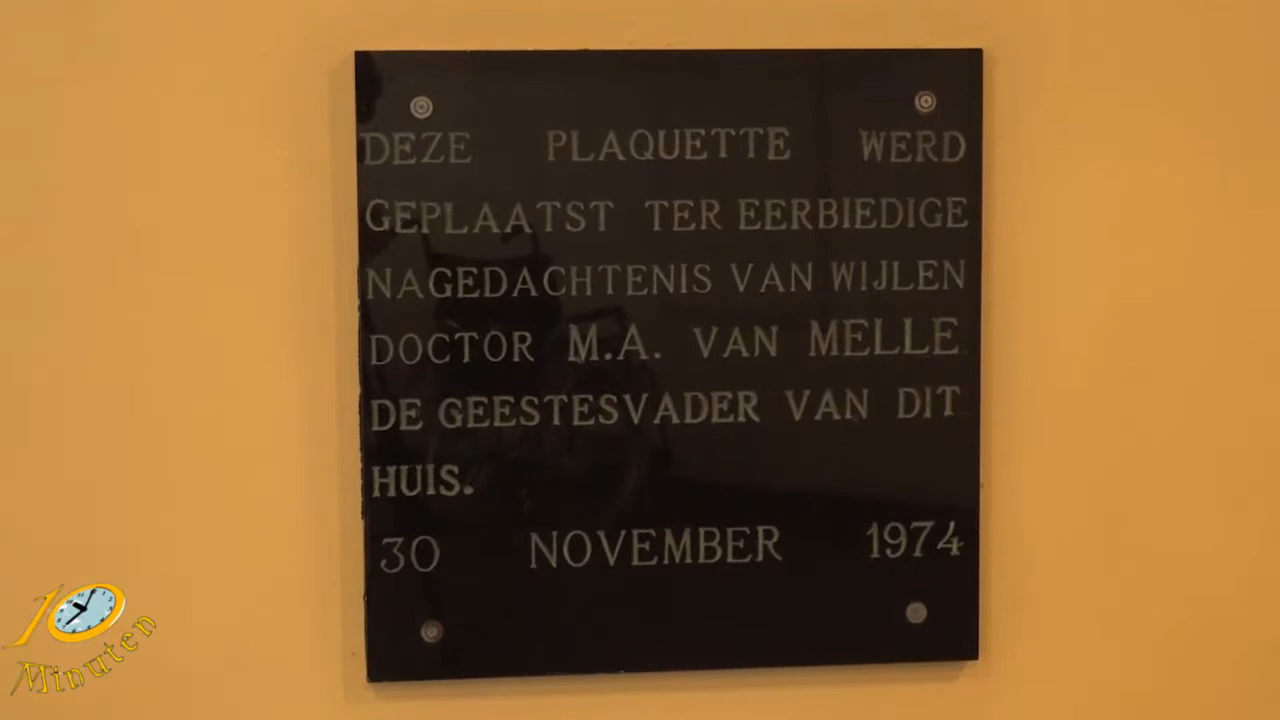 DEZE PLAQUETTE WERD
GEPLAATST TER EERBIEDIGE
NAGEDACHTENIS VAN WIJLEN
DOCTOR M.A. VAN MELLE
DE GEESTESVADER VAN DIT
HUIS.
30 NOVEMBER 1974
10
Minuten